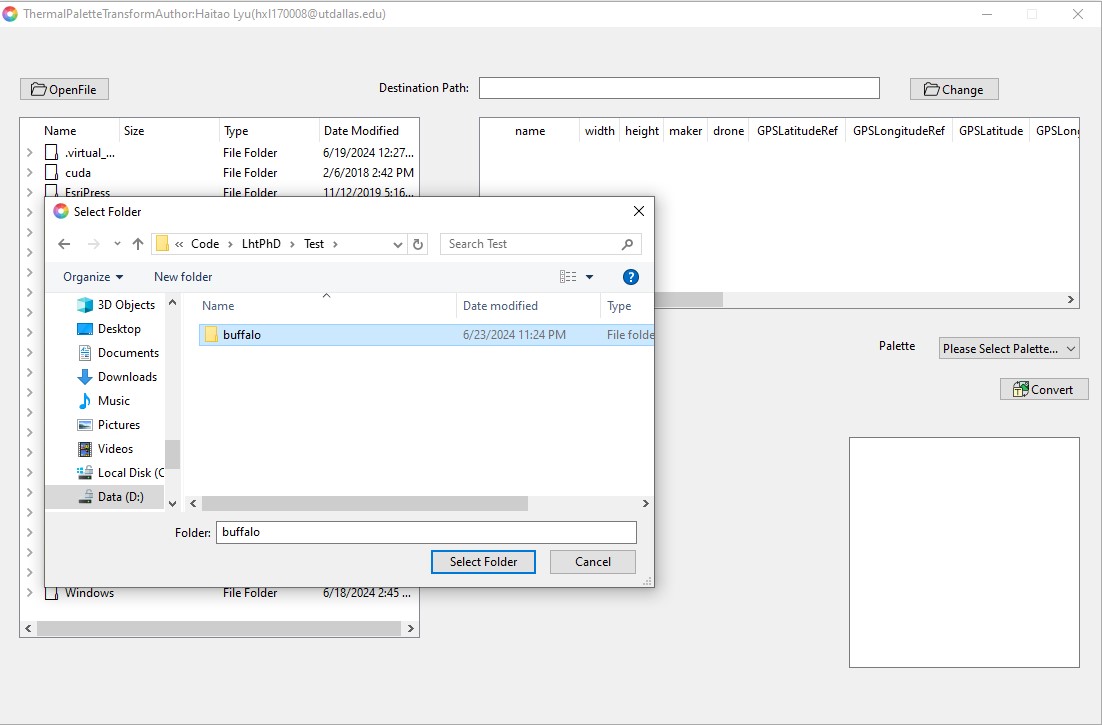 ThermalPaletteTransformAuthor:Haitao Lyu(hxl170008@utdallas.edu)
OpenFile
Destination Path:
Change
Name Size Type Date Modified
.virtual_... File Folder 6/19/2024 12:27...
cuda File Folder 2/6/2018 2:42 PM
EsriPress File Folder 11/12/2019 5:16...
name width height maker drone GPSLatitudeRef GPSLongitudeRef GPSLatitude GPSLong
Select Folder
« Code › LhtPhD › Test ›
Search Test
Organize
New folder
?
3D Objects
Desktop
Documents
Downloads
Music
Pictures
Videos
Local Disk (C
Data (D:)
Name Date modified Type
buffalo 6/23/2024 11:24 PM File folde
Folder: buffalo
Select Folder
Cancel
Windows File Folder 6/18/2024 2:45 ...
Palette
Please Select Palette...
Convert